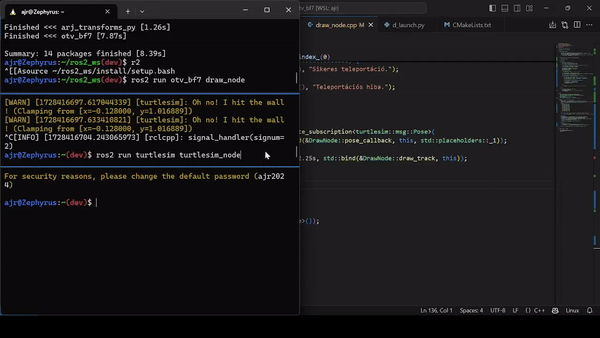 ajr@Zephyrus: ~
Finished <<< arj_transforms_py [1.26s]
Finished <<< otv_bf7 [7.87s]
Summary: 14 packages finished [8.39s]
ajr@Zephyrus:~/ros2_ws(dev)$ r2
^[[Asource ~/ros2_ws/install/setup.bash
ajr@Zephyrus:~/ros2_ws(dev)$ ros2 run otv_bf7 draw_node
[WARN] [1728416697.617044339] [turtlesim]: Oh no! I hit the wall
! (Clamping from [x=-0.128000, y=1.016889])
[WARN] [1728416697.633410821] [turtlesim]: Oh no! I hit the wall
! (Clamping from [x=-0.128000, y=1.016889])
^C[INFO] [1728416704.243065973] [rclcpp]: signal_handler(signum=
2)
ajr@Zephyrus:~(dev)$ ros2 run turtlesim turtlesim_node
For security reasons, please change the default password (ajr202
4)
ajr@Zephyrus:~(dev)$
otv_bf7 [WSL: ajr]
draw_node.cpp M
d_launch.py
CMakeLists.txt
index_(0)
, "Sikeres teleportáció.");
), "Teleportációs hiba.");
te_subscription<turtlesim::msg::Pose>(
d(&DrawNode::pose_callback, this, std::placeholders::_1));
.25s, std::bind(&DrawNode::draw_track, this));
>());
Ln 136, Col 1
Spaces: 4
UTF-8
LF
{} C++
Linux